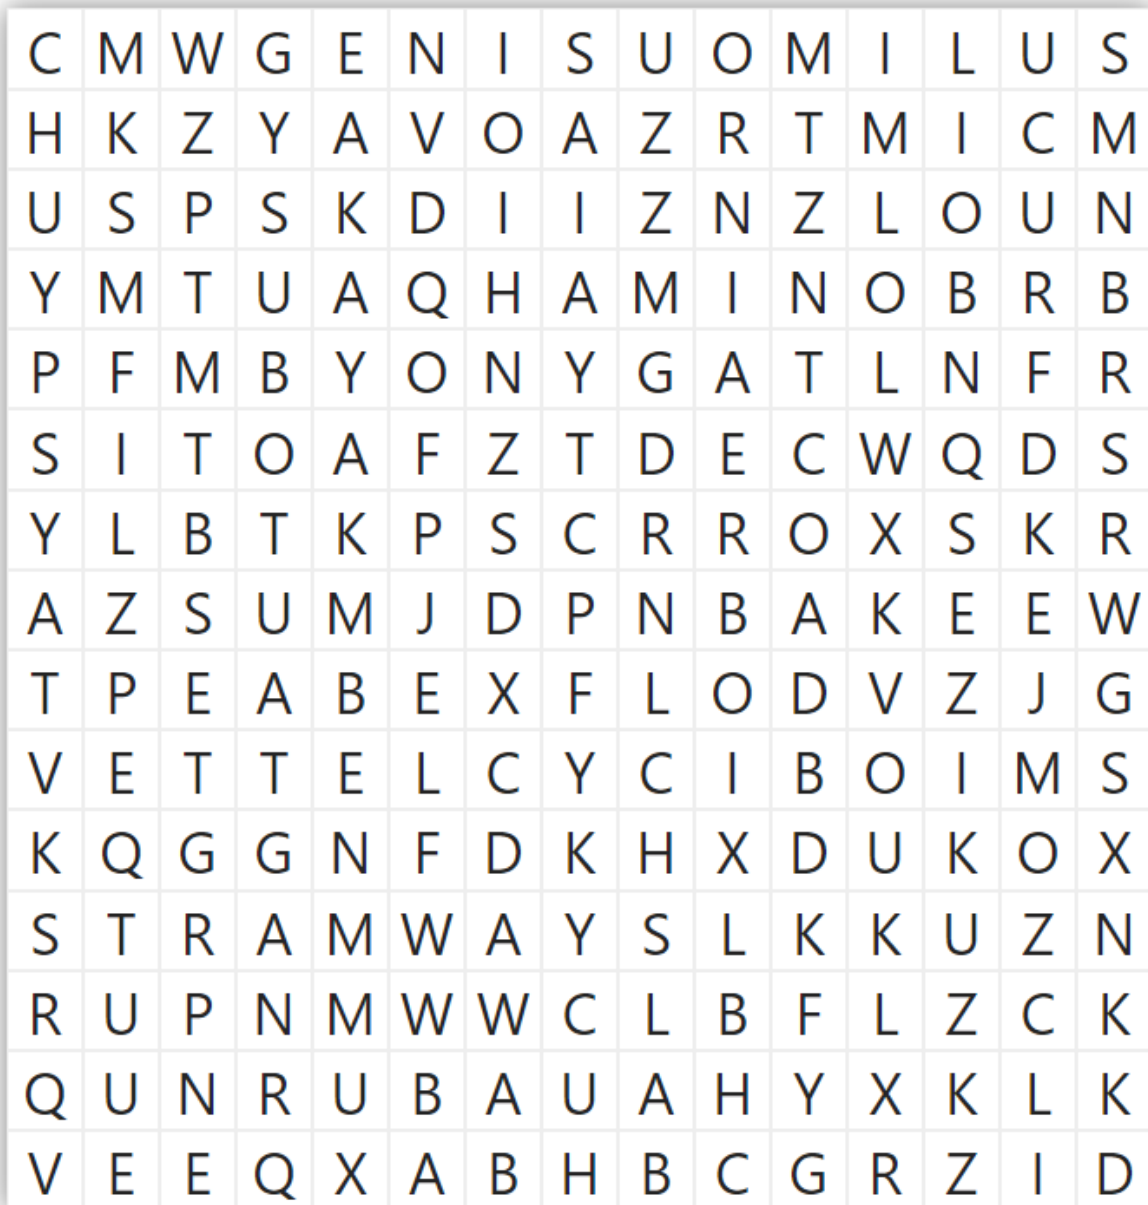 C M W G E N I S U O M I L U S
H K Z Y A V O A Z R T M I C M
U S P S K D I I Z N Z L O U N
Y M T U A Q H A M I N O B R B
P F M B Y O N Y G A T L N F R
S I T O A F Z T D E C W Q D S
Y L B T K P S C R R O X S K R
A Z S U M J D P N B A K E E W
T P E A B E X F L O D V Z J G
V E T T E L C Y C I B O I M S
K Q G G N F D K H X D U K O X
S T R A M W A Y S L K K U Z N
R U P N M W W C L B F L Z C K
Q U N R U B A U A H Y X K L K
V E E Q X A B H B C G R Z I D